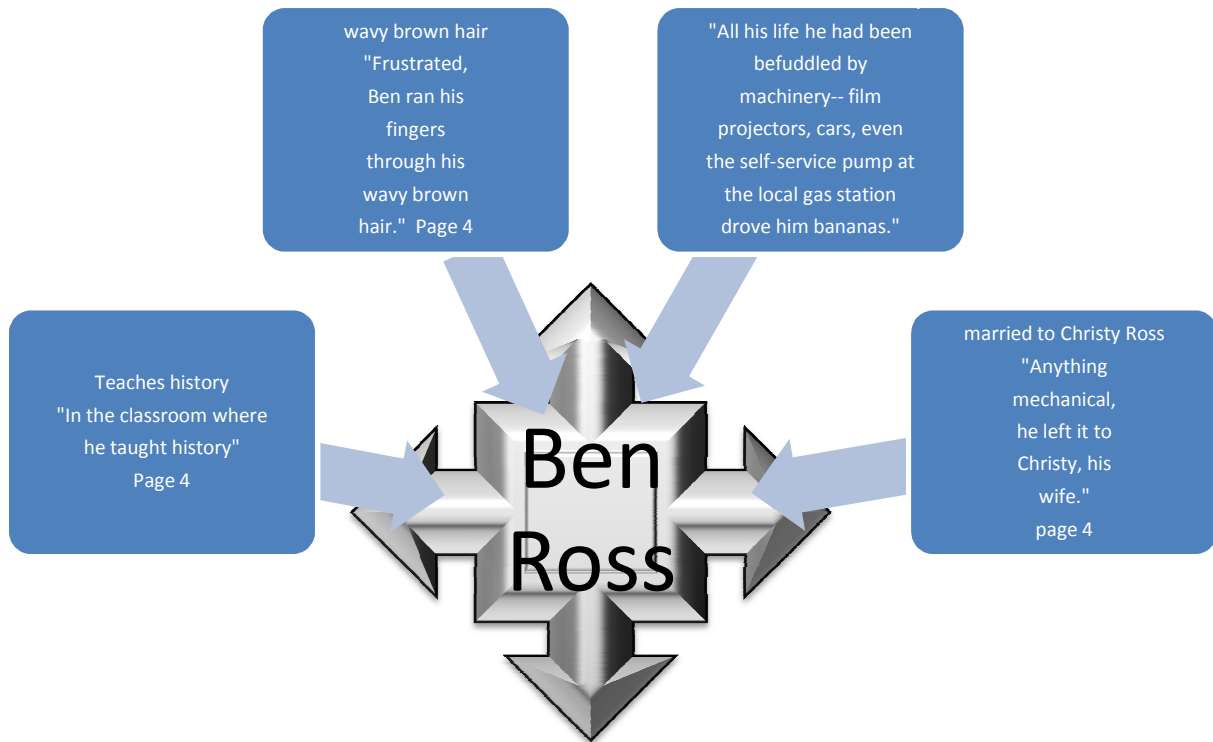 wavy brown hair
"Frustrated,
Ben ran his
fingers
through his
wavy brown
hair."  Page 4
"All his life he had been
befuddled by
machinery-- film
projectors, cars, even
the self-service pump at
the local gas station
drove him bananas."
Teaches history
"In the classroom where
he taught history"
Page 4
married to Christy Ross
"Anything
mechanical,
he left it to
Christy, his
wife."
page 4
Ben
Ross